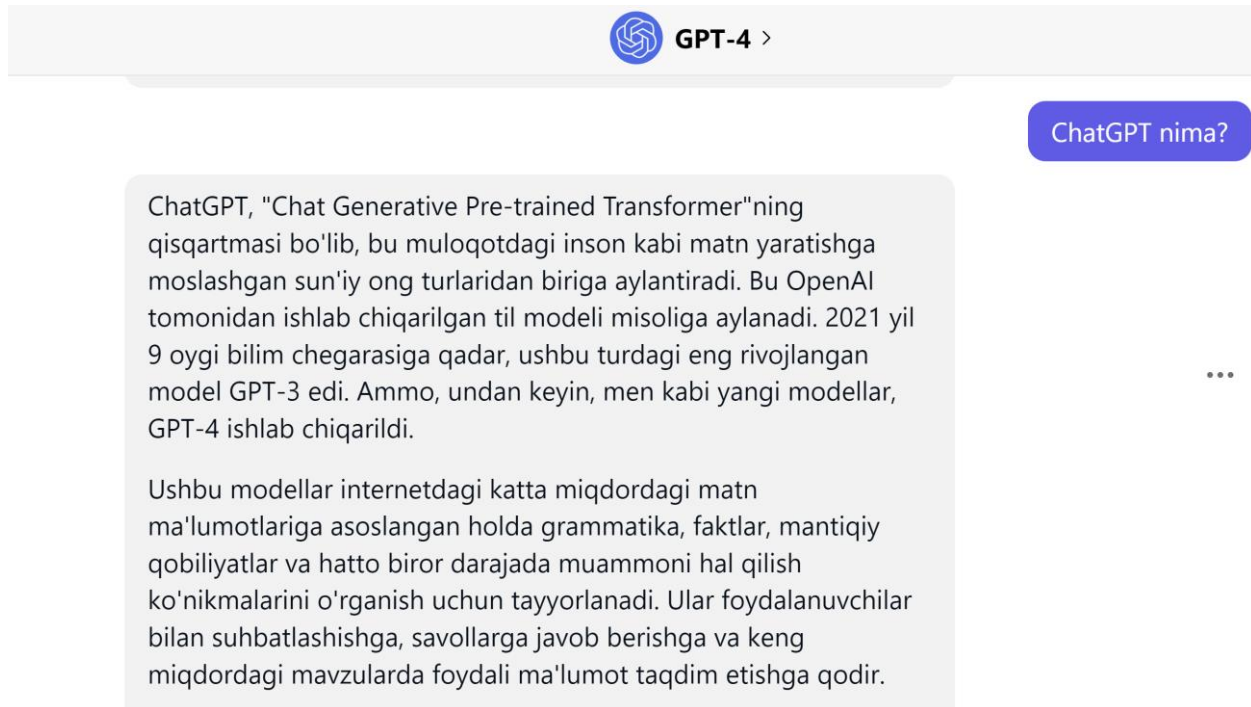 GPT-4 >
ChatGPT nima?
ChatGPT, "Chat Generative Pre-trained Transformer"ning
qisqartmasi bo'lib, bu muloqotdagi inson kabi matn yaratishga
moslashgan sun'iy ong turlaridan biriga aylantiradi. Bu OpenAI
tomonidan ishlab chiqarilgan til modeli misoliga aylanadi. 2021 yil
9 oygi bilim chegarasiga qadar, ushbu turdagi eng rivojlangan
model GPT-3 edi. Ammo, undan keyin, men kabi yangi modellar,
GPT-4 ishlab chiqarildi.
Ushbu modellar internetdagi katta miqdordagi matn
ma'lumotlariga asoslangan holda grammatika, faktlar, mantiqiy
qobiliyatlar va hatto biror darajada muammoni hal qilish
ko'nikmalarini o'rganish uchun tayyorlanadi. Ular foydalanuvchilar
bilan suhbatlashishga, savollarga javob berishga va keng
miqdordagi mavzularda foydali ma'lumot taqdim etishga qodir.